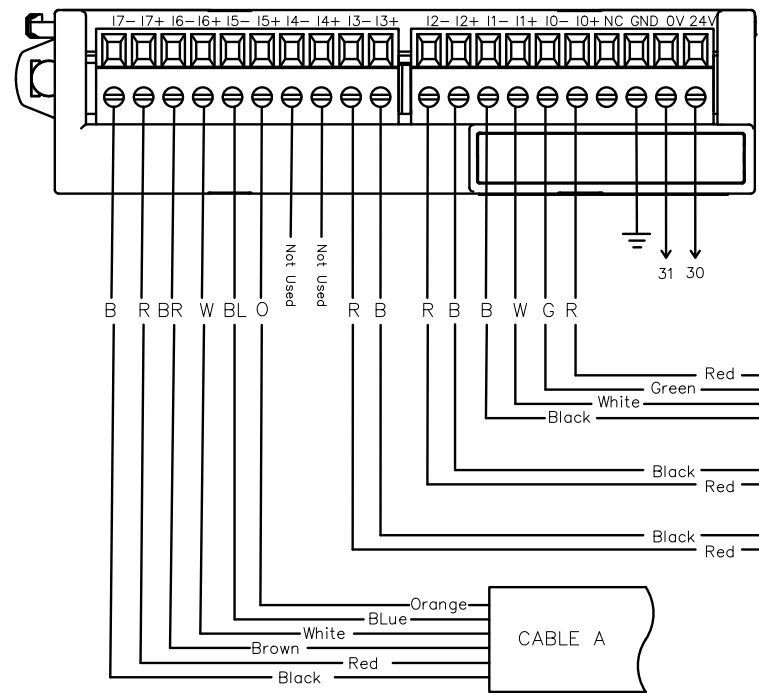 I7- I7+ I6- I6+ I5- I5+ I4- I4+ I3- I3+ I2- I2+ I1- I1+ I0- I0+ NC GND 0V 24V
Not Used
Not Used
31 30
B R BR W BL O R B R B B W G R
Red
Green
White
Black
Black
Red
Black
Red
Orange
BLue
White
Brown
Red
Black
CABLE A